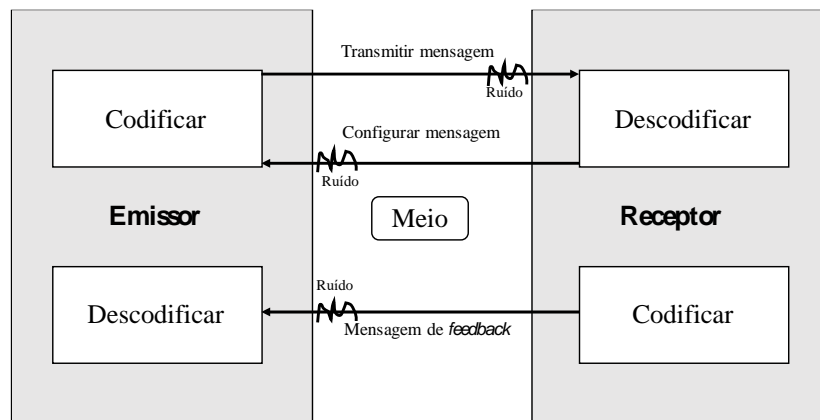 Transmitir mensagem
Ruído
Codificar
Descodificar
Configurar mensagem
Ruído
Emissor
Meio
Receptor
Ruído
Descodificar
Codificar
Mensagem de feedback